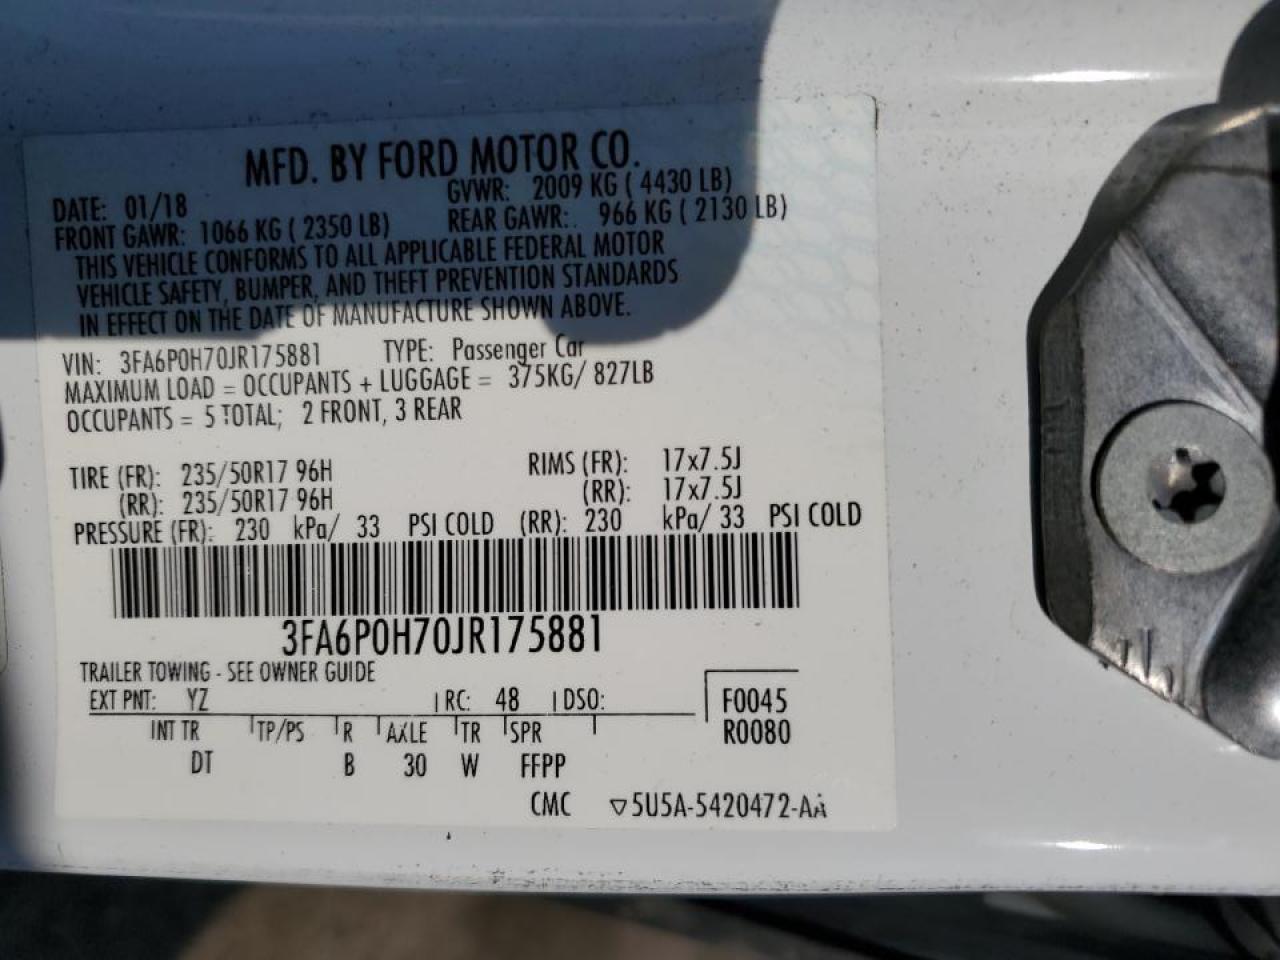 MFD. BY FORD MOTOR CO.
DATE: 01/18 GVWR: 2009 KG ( 4430 LB)
FRONT GAWR: 1066 KG ( 2350 LB) REAR GAWR: 966 KG ( 2130 LB)
THIS VEHICLE CONFORMS TO ALL APPLICABLE FEDERAL MOTOR
VEHICLE SAFETY, BUMPER, AND THEFT PREVENTION STANDARDS
IN EFFECT ON THE DATE OF MANUFACTURE SHOWN ABOVE.
VIN: 3FA6P0H70JR175881 TYPE: Passenger Car
MAXIMUM LOAD = OCCUPANTS + LUGGAGE = 375KG/ 827LB
OCCUPANTS = 5 TOTAL; 2 FRONT, 3 REAR
TIRE (FR): 235/50R17 96H RIMS (FR): 17x7.5J
(RR): 235/50R17 96H (RR): 17x7.5J
PRESSURE (FR): 230 kPa/ 33 PSI COLD (RR): 230 kPa/ 33 PSI COLD
3FA6P0H70JR175881
TRAILER TOWING - SEE OWNER GUIDE
EXT PNT: YZ RC: 48 DSO: F0045
INT TR TP/PS R AXLE TR SPR R0080
DT B 30 W FFPP
CMC ▽5U5A-5420472-AA